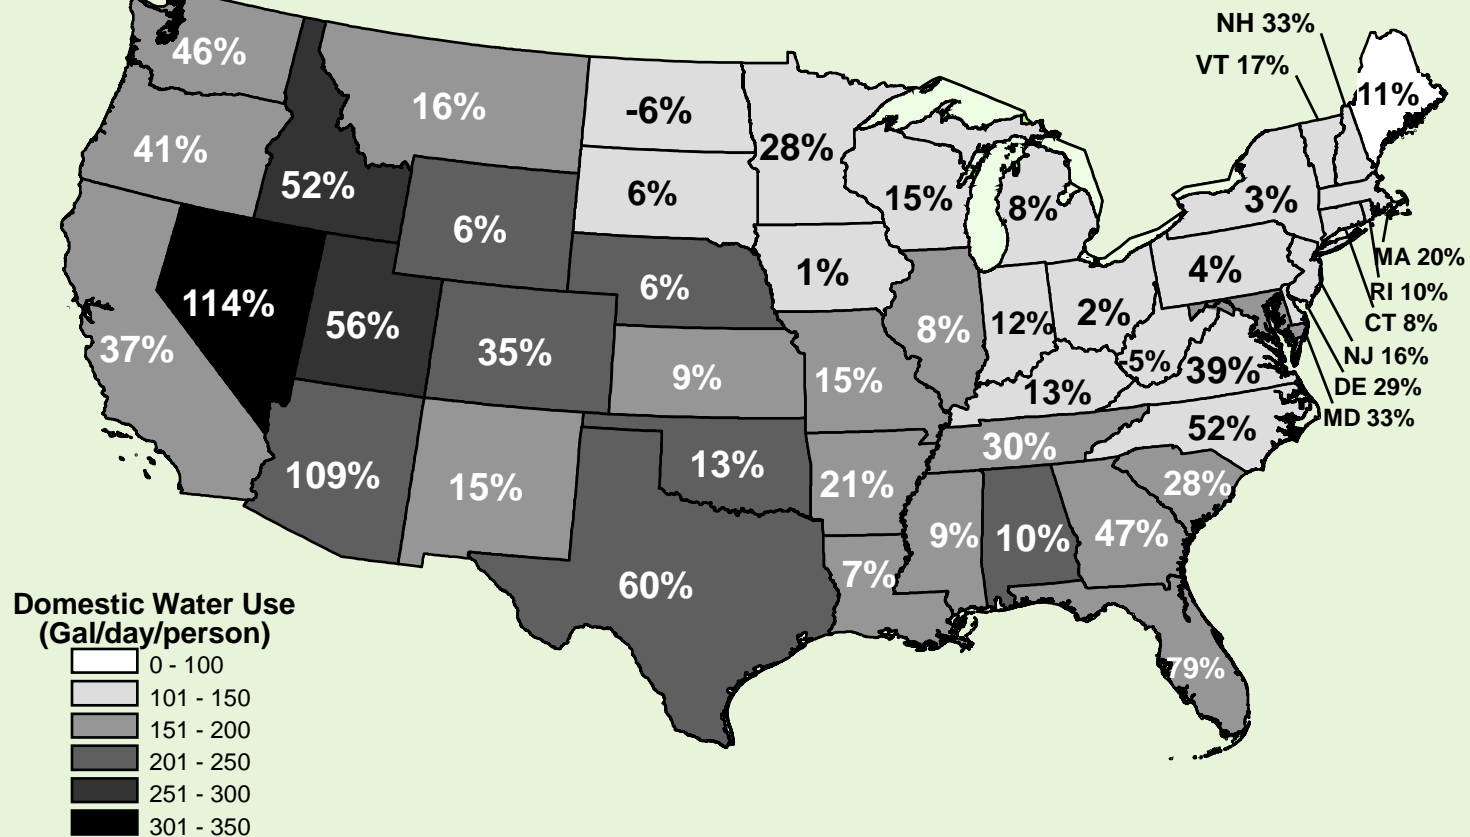 NH 33%
VT 17%
46%
16%
-6%
28%
11%
41%
52%
6%
6%
15%
8%
3%
MA 20%
RI 10%
CT 8%
NJ 16%
DE 29%
MD 33%
114%
56%
35%
6%
1%
8%
12%
2%
4%
37%
9%
15%
13%
-5%
39%
109%
15%
13%
21%
30%
52%
28%
60%
7%
9%
10%
47%
79%
Domestic Water Use
(Gal/day/person)
0 - 100
101 - 150
151 - 200
201 - 250
251 - 300
301 - 350